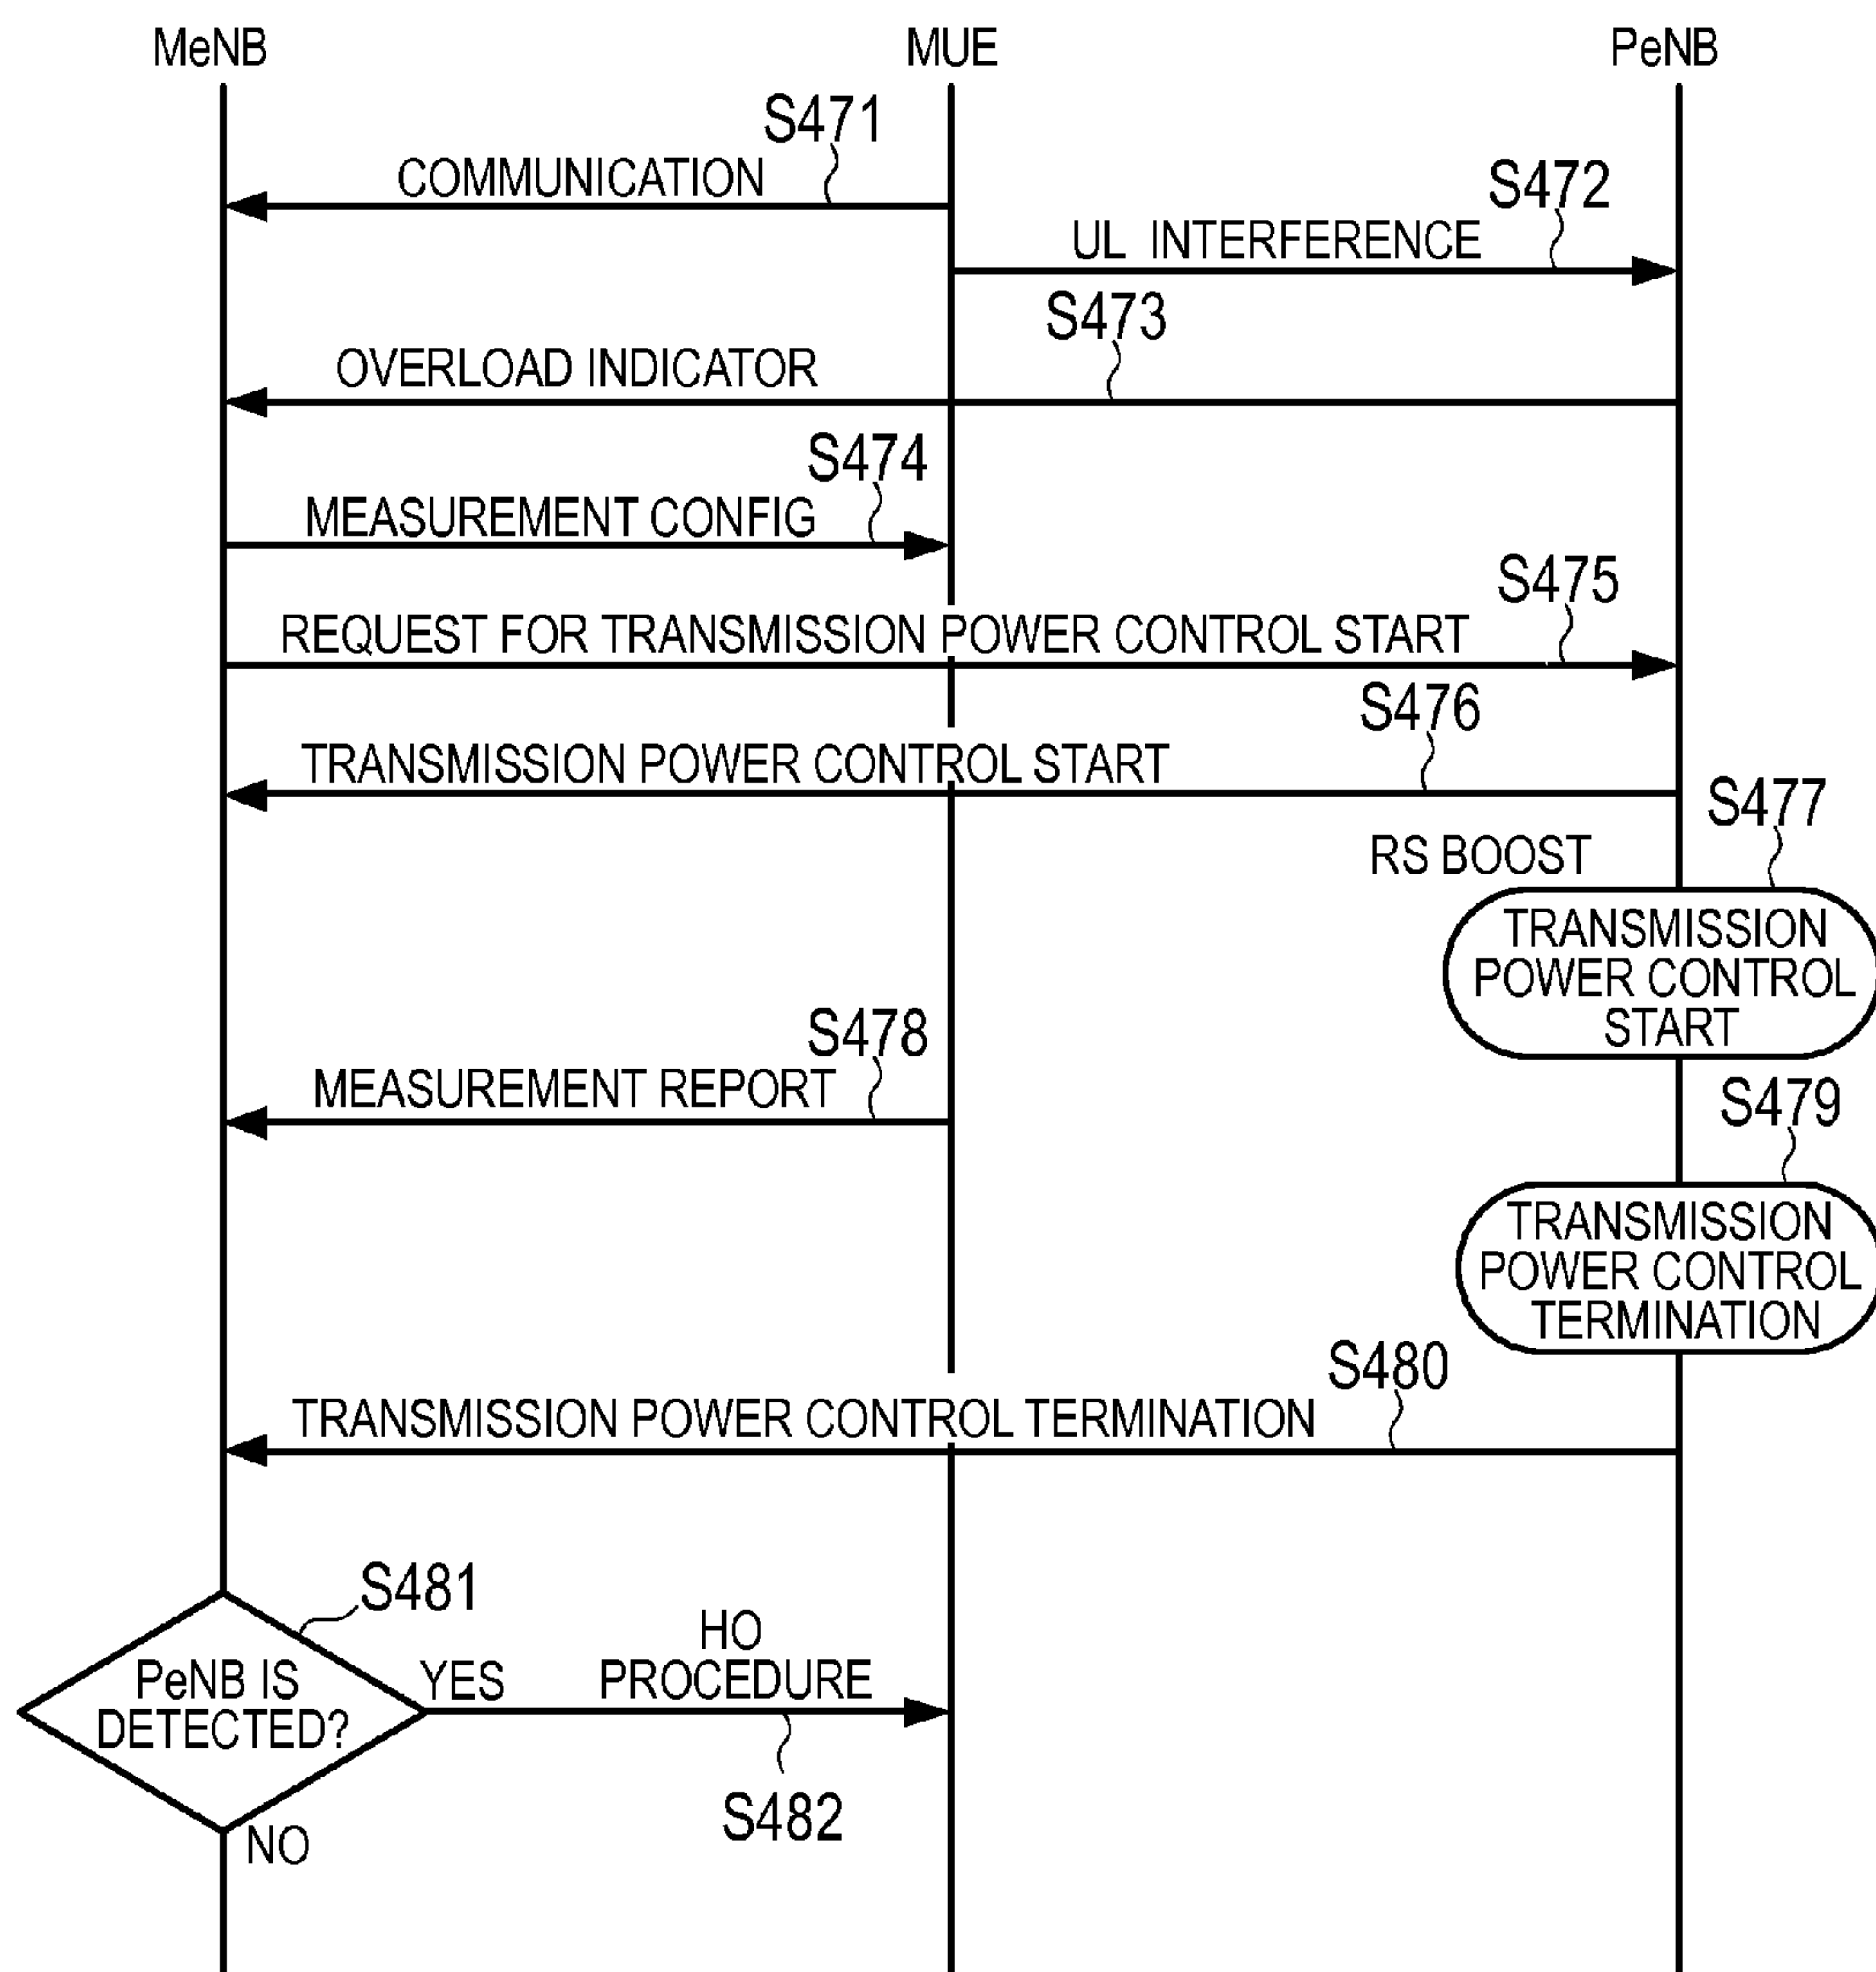 MeNB
MUE
PeNB
S471
COMMUNICATION
S472
UL INTERFERENCE
S473
OVERLOAD INDICATOR
S474
MEASUREMENT CONFIG
S475
REQUEST FOR TRANSMISSION POWER CONTROL START
S476
TRANSMISSION POWER CONTROL START
S477
RS BOOST
TRANSMISSION
POWER CONTROL
START
S478
MEASUREMENT REPORT
S479
TRANSMISSION
POWER CONTROL
TERMINATION
S480
TRANSMISSION POWER CONTROL TERMINATION
S481
PeNB IS
DETECTED?
YES
HO
PROCEDURE
S482
NO